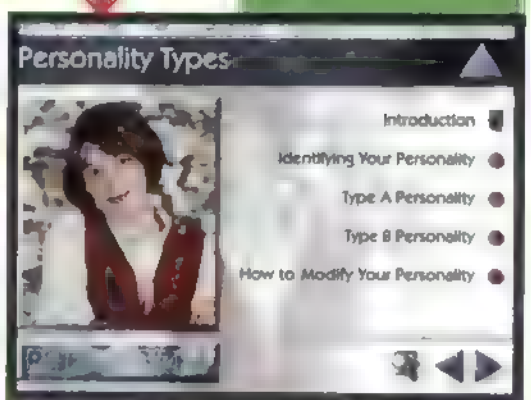 Personality Types
Introduction
Identifying Your Personality
Type A Personality
Type B Personality
How to Modify Your Personality